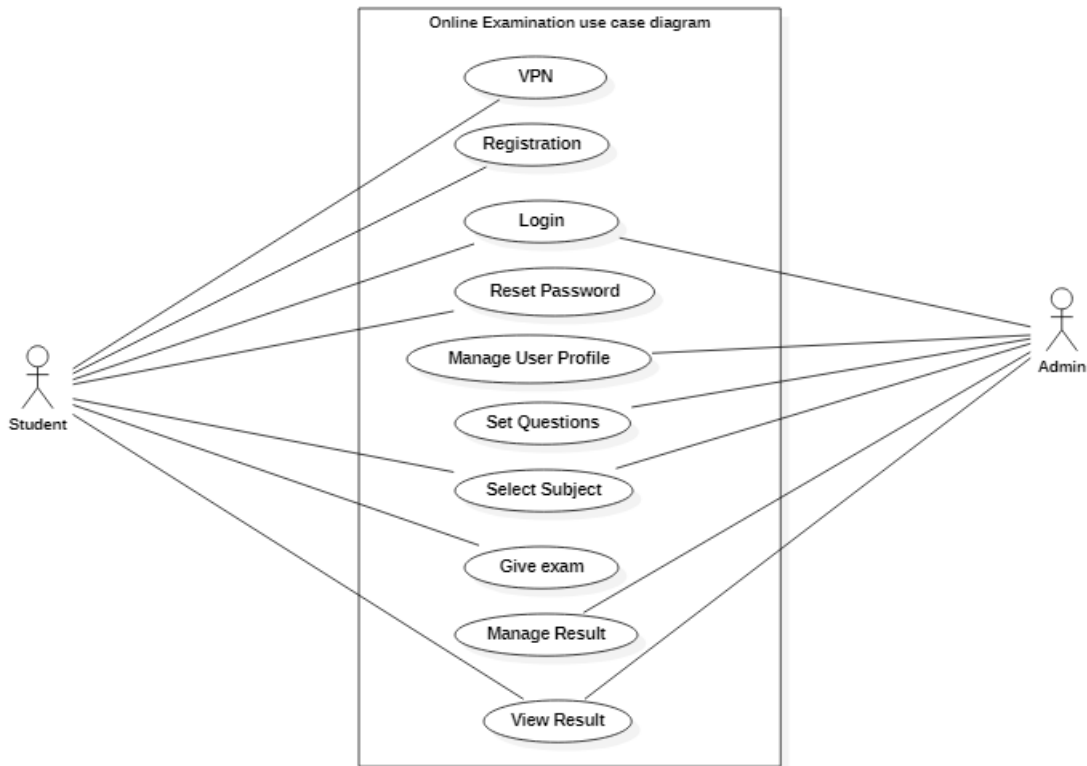 Online Examination use case diagram
VPN
Registration
Login
Reset Password
Manage User Profile
Admin
Student
Set Questions
Select Subject
Give exam
Manage Result
View Result